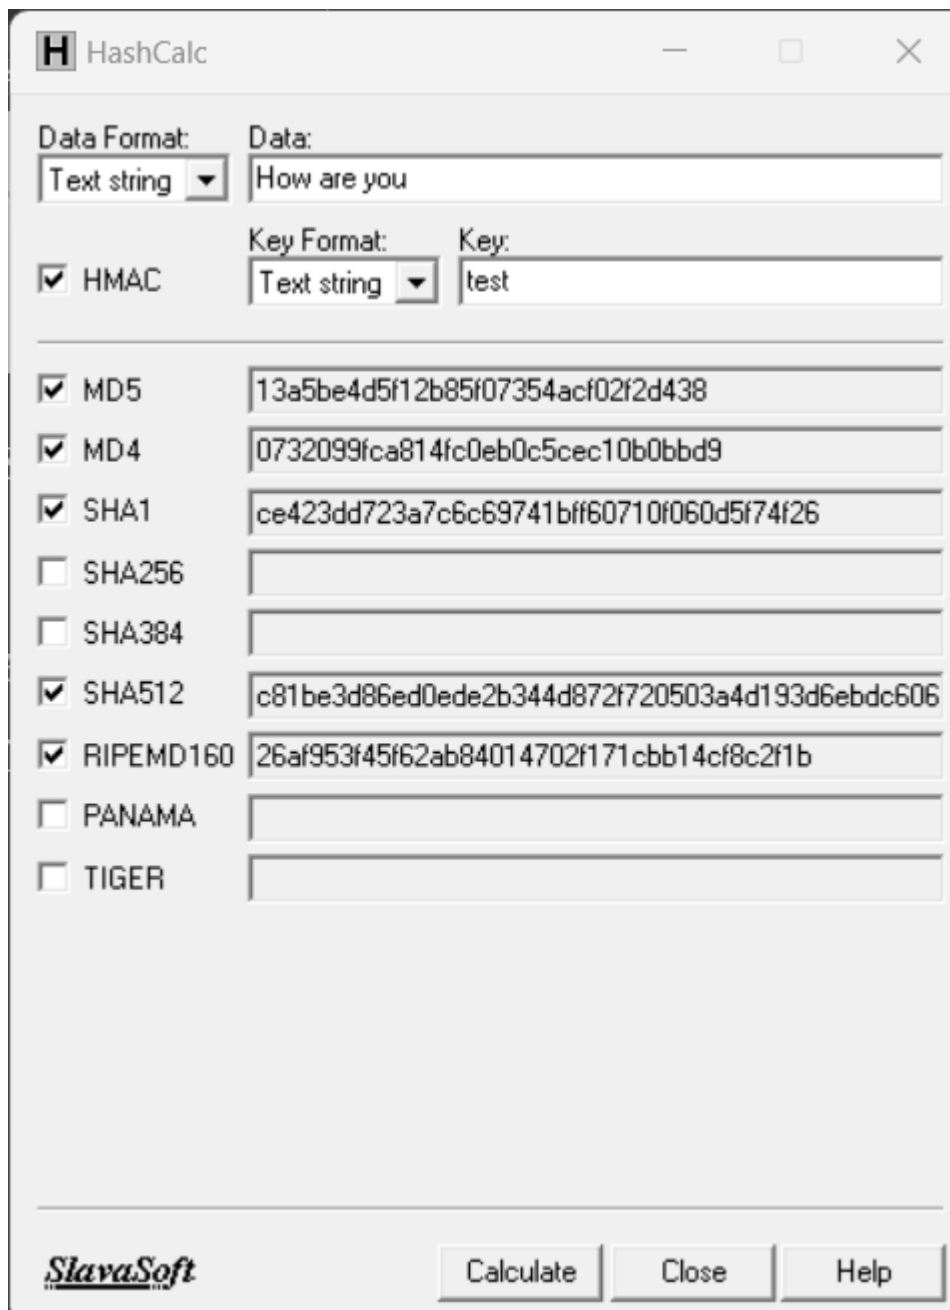 H HashCalc
Data Format: Data:
Text string How are you
Key Format: Key:
HMAC Text string test
MD5 13a5be4d5f12b85f07354acf02f2d438
MD4 0732099fca814fc0eb0c5cec10b0bbd9
SHA1 ce423dd723a7c6c69741bff60710f060d5f74f26
SHA256
SHA384
SHA512 c81be3d86ed0ede2b344d872f720503a4d193d6ebdc606
RIPEMD160 26af953f45f62ab84014702f171cbb14cf8c2f1b
PANAMA
TIGER
SlavaSoft Calculate Close Help